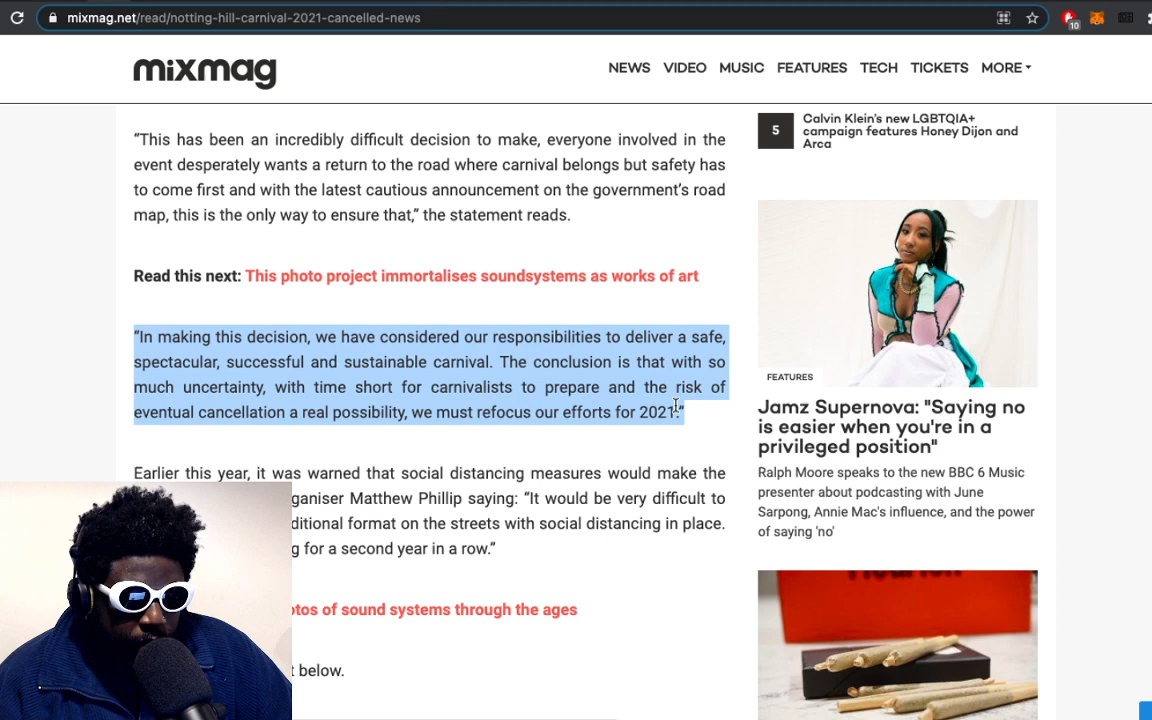 mixmag.net/read/notting-hill-carnival-2021-cancelled-news
10
mixmag
NEWS VIDEO MUSIC FEATURES TECH TICKETS MORE
“This has been an incredibly difficult decision to make, everyone involved in the
event desperately wants a return to the road where carnival belongs but safety has
to come first and with the latest cautious announcement on the government’s road
map, this is the only way to ensure that,” the statement reads.
Read this next: This photo project immortalises soundsystems as works of art
“In making this decision, we have considered our responsibilities to deliver a safe,
spectacular, successful and sustainable carnival. The conclusion is that with so
much uncertainty, with time short for carnivalists to prepare and the risk of
eventual cancellation a real possibility, we must refocus our efforts for 2021.”
Earlier this year, it was warned that social distancing measures would make the
ganiser Matthew Phillip saying: “It would be very difficult to
ditional format on the streets with social distancing in place.
g for a second year in a row.”
otos of sound systems through the ages
t below.
5
Calvin Klein's new LGBTQIA+
campaign features Honey Dijon and
Arca
FEATURES
Jamz Supernova: "Saying no
is easier when you're in a
privileged position"
Ralph Moore speaks to the new BBC 6 Music
presenter about podcasting with June
Sarpong, Annie Mac's influence, and the power
of saying 'no'